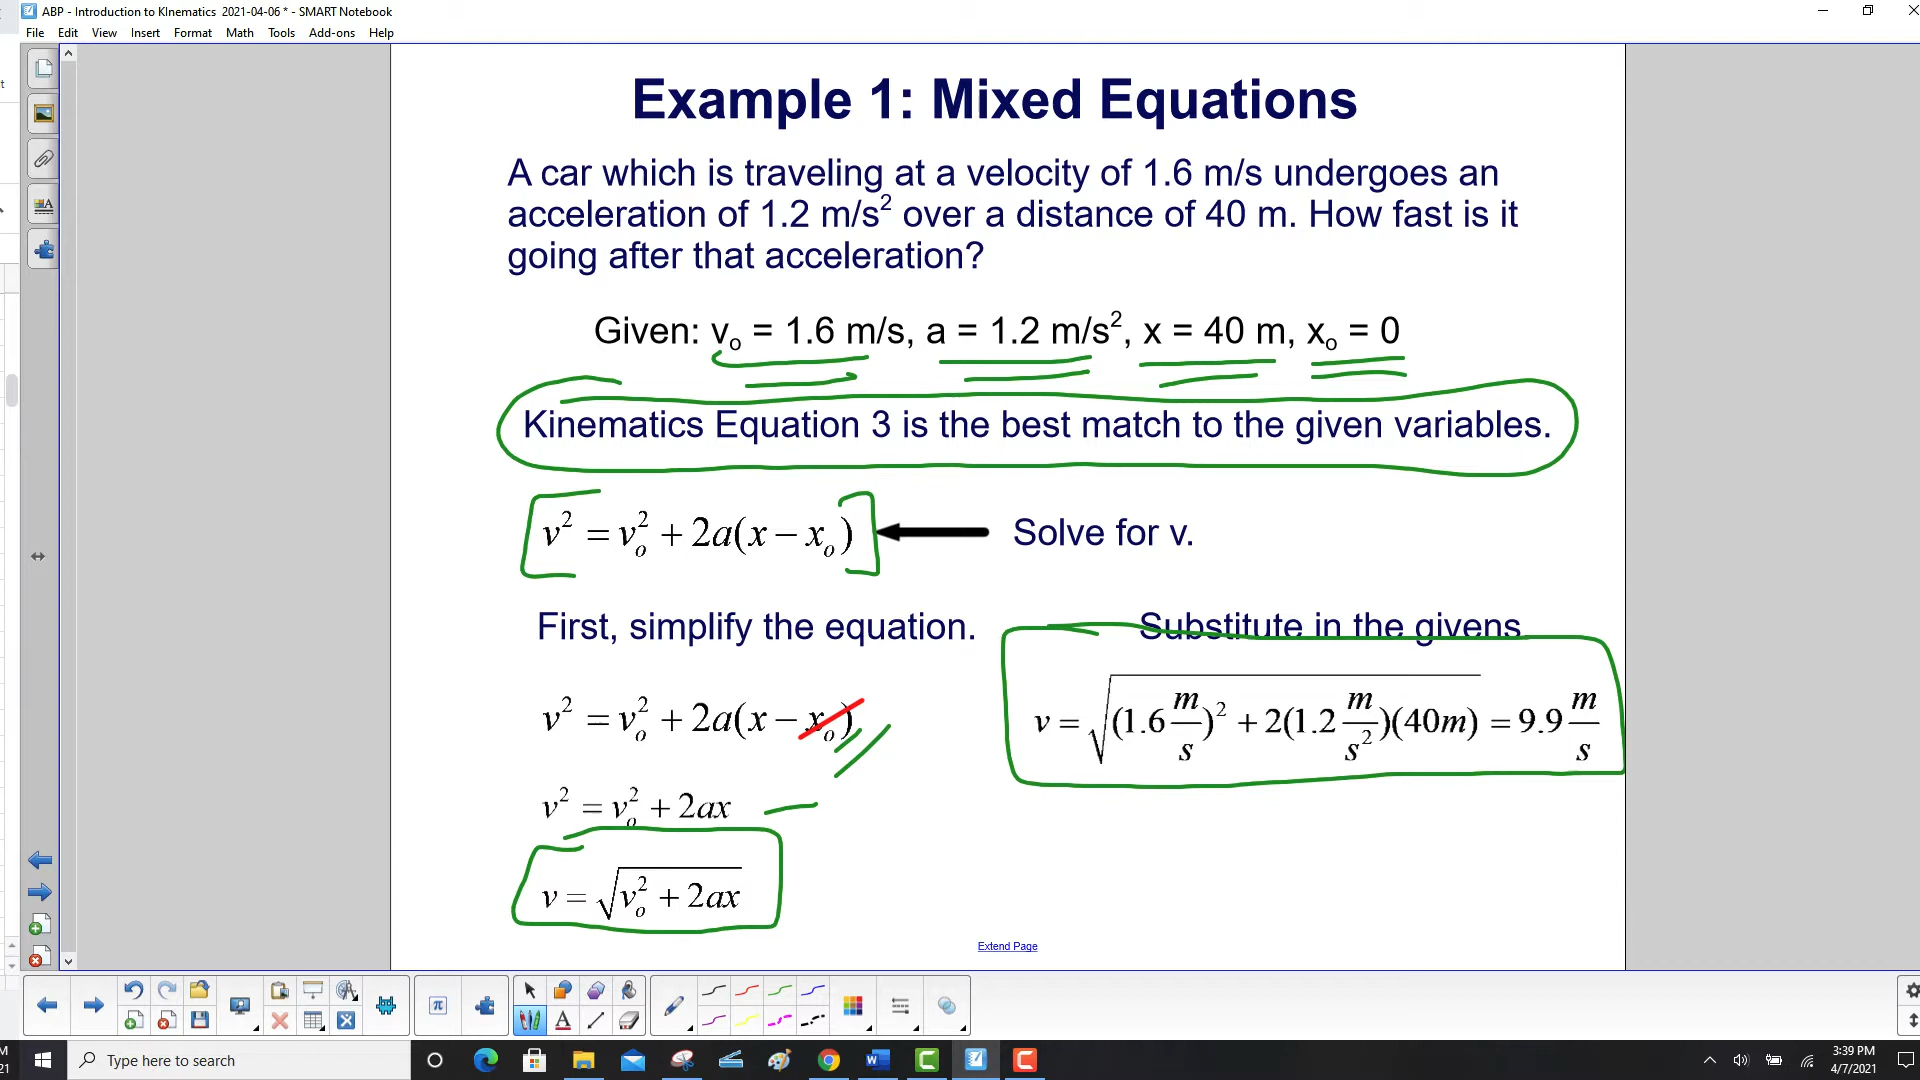 ABP - Introduction to KInematics 2021-04-06 * - SMART Notebook
File Edit View Insert Format Math Tools Add-ons Help
Example 1: Mixed Equations
A car which is traveling at a velocity of 1.6 m/s undergoes an
acceleration of 1.2 m/s² over a distance of 40 m. How fast is it
going after that acceleration?
Given: vₒ = 1.6 m/s, a = 1.2 m/s², x = 40 m, xₒ = 0
Kinematics Equation 3 is the best match to the given variables.
v² = vₒ² + 2a(x − xₒ)
Solve for v.
First, simplify the equation.
v² = vₒ² + 2a(x − xₒ)
v² = vₒ² + 2ax
v = √(vₒ² + 2ax)
Substitute in the givens
v = √((1.6 m/s)² + 2(1.2 m/s²)(40m)) = 9.9 m/s
Extend Page
Type here to search
3:39 PM
4/7/2021